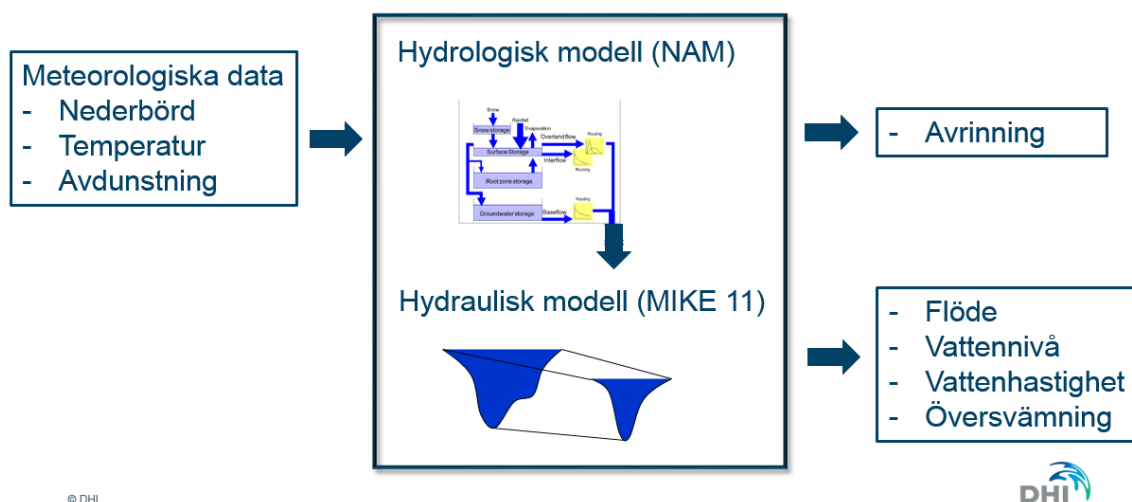 Meteorologiska data
- Nederbörd
- Temperatur
- Avdunstning
Hydrologisk modell (NAM)
Snow
Rainfall
Evaporation
Snow storage
Overland flow
Routing
Surface Storage
Interflow
Routing
Root zone storage
Routing
Groundwater storage
Baseflow
Hydraulisk modell (MIKE 11)
- Avrinning
- Flöde
- Vattennivå
- Vattenhastighet
- Översvämning
© DHI
DHI